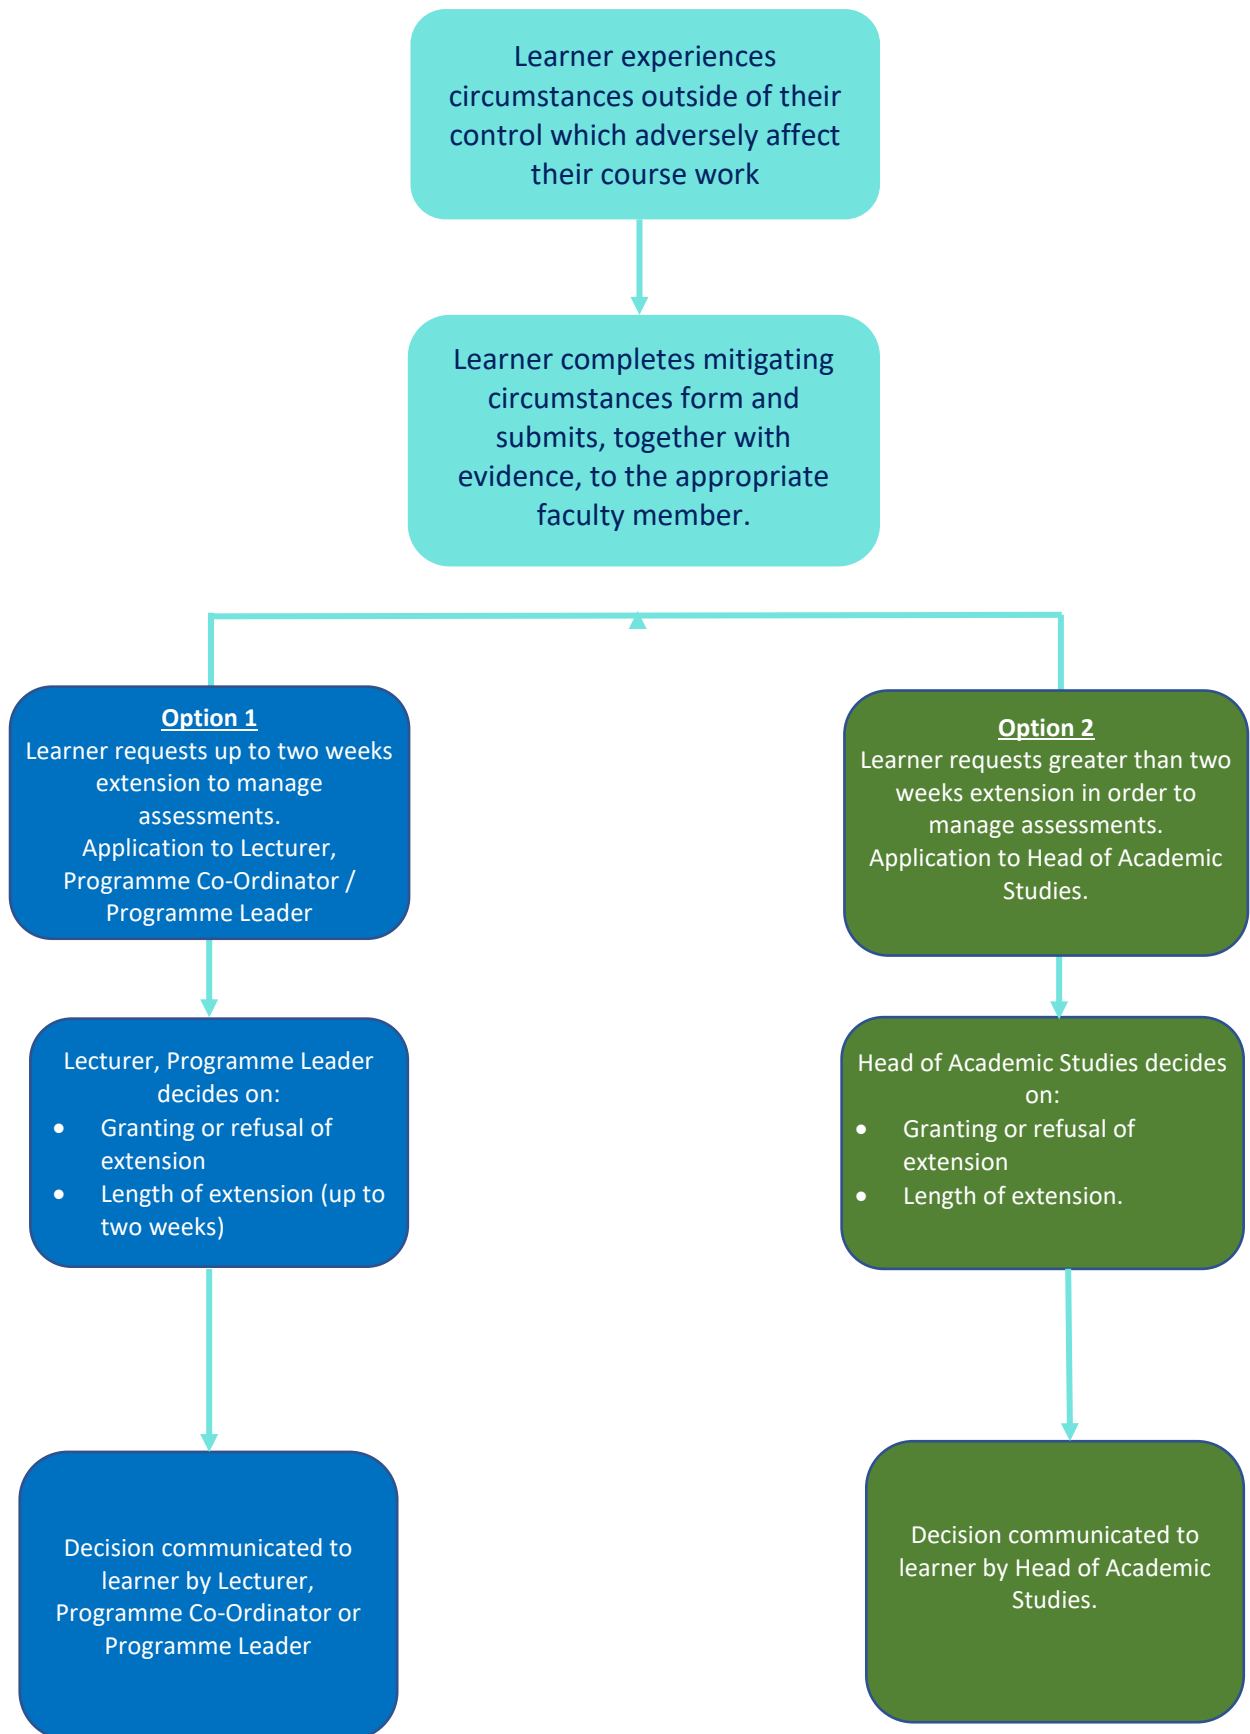 Learner experiences
circumstances outside of their
control which adversely affect
their course work
Learner completes mitigating
circumstances form and
submits, together with
evidence, to the appropriate
faculty member.
Option 1
Learner requests up to two weeks
extension to manage
assessments.
Application to Lecturer,
Programme Co-Ordinator /
Programme Leader
Option 2
Learner requests greater than two
weeks extension in order to
manage assessments.
Application to Head of Academic
Studies.
Lecturer, Programme Leader
decides on:
• Granting or refusal of
extension
• Length of extension (up to
two weeks)
Head of Academic Studies decides
on:
• Granting or refusal of
extension
• Length of extension.
Decision communicated to
learner by Lecturer,
Programme Co-Ordinator or
Programme Leader
Decision communicated to
learner by Head of Academic
Studies.